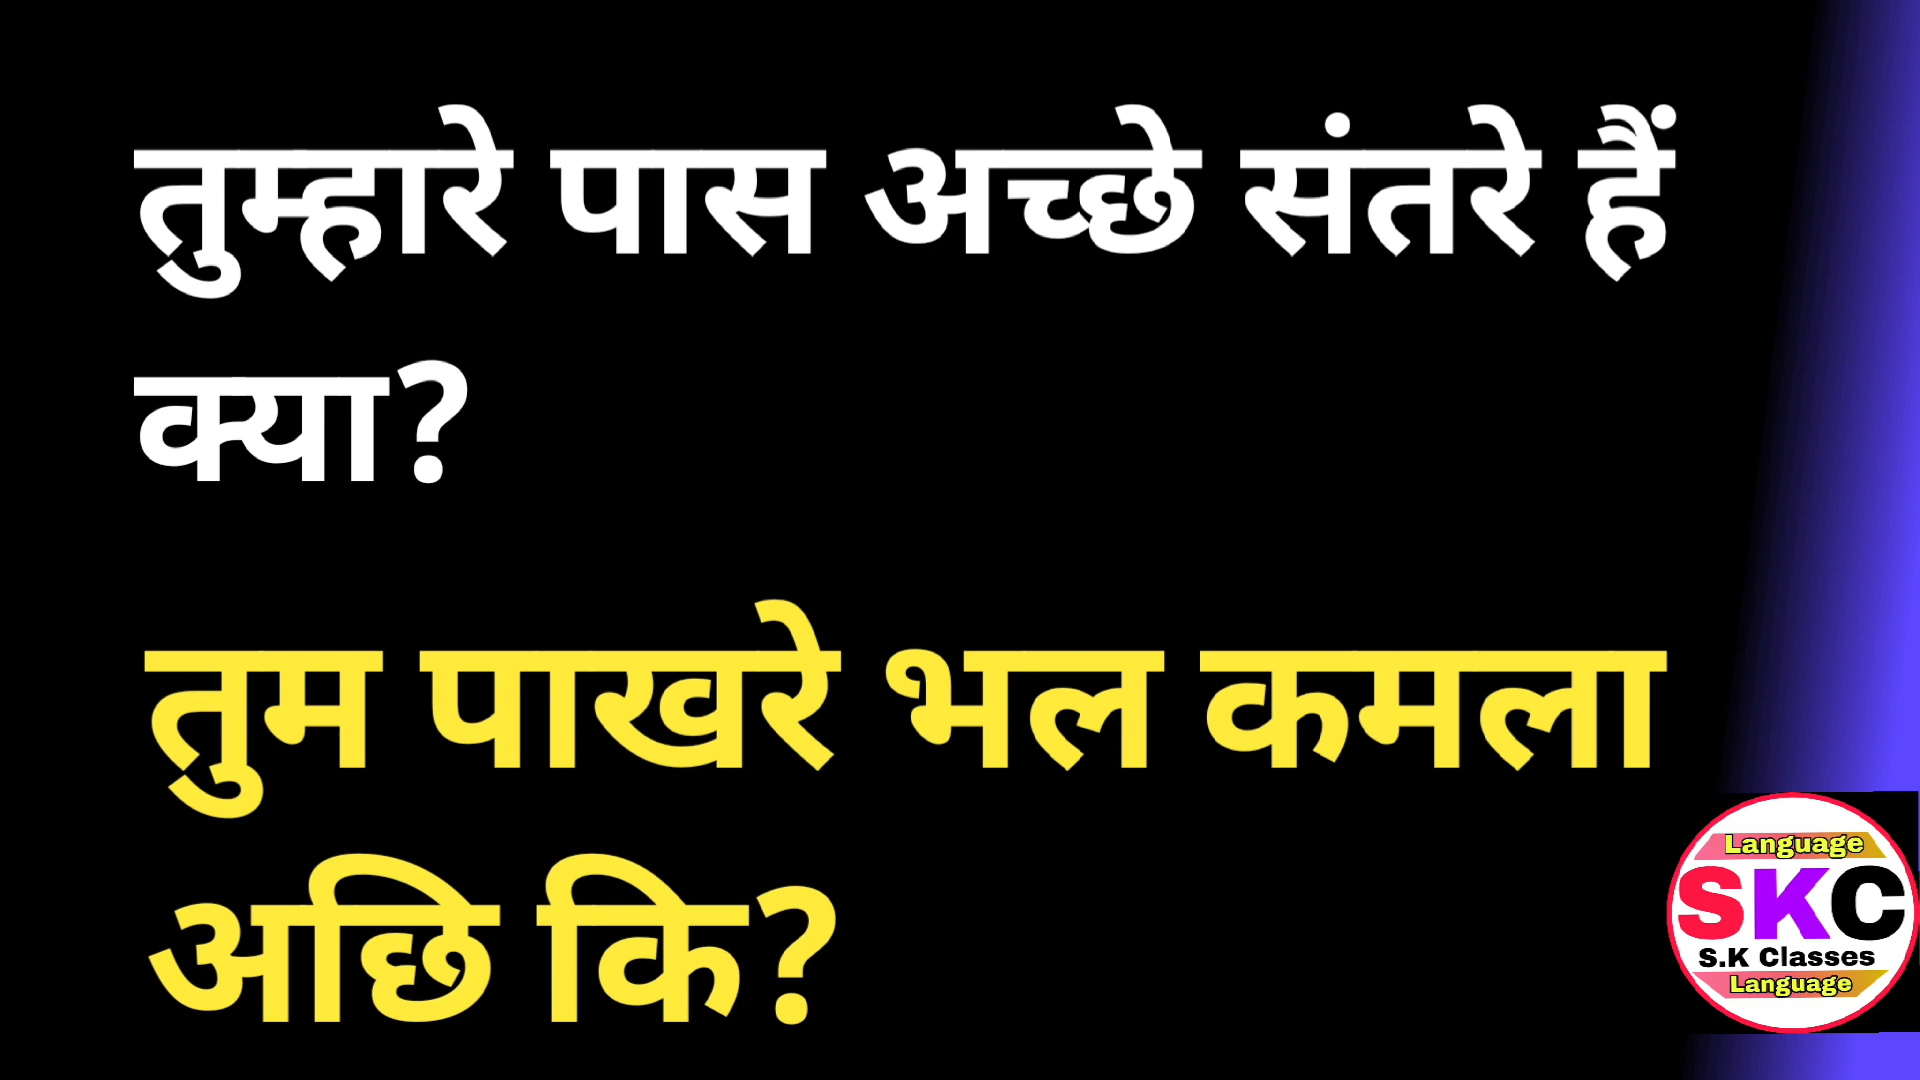 तुम्हारे पास अच्छे संतरे हैं
क्या?
तुम पाखरे भल कमला
अछि कि?
Language
SKC
S.K Classes
Language